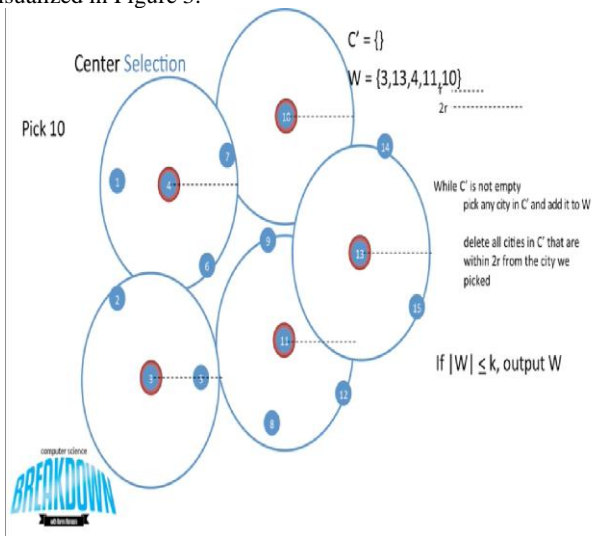 isualized in Figure 3.
Center Selection
C' = {}
W = {3,13,4,11,10}
r
2r
Pick 10
While C' is not empty
pick any city in C' and add it to W
delete all cities in C' that are
within 2r from the city we
picked
If |W| ≤ k, output W
10
14
7
1
4
9
13
6
2
15
11
3
5
12
8
computer science
BREAKDOWN